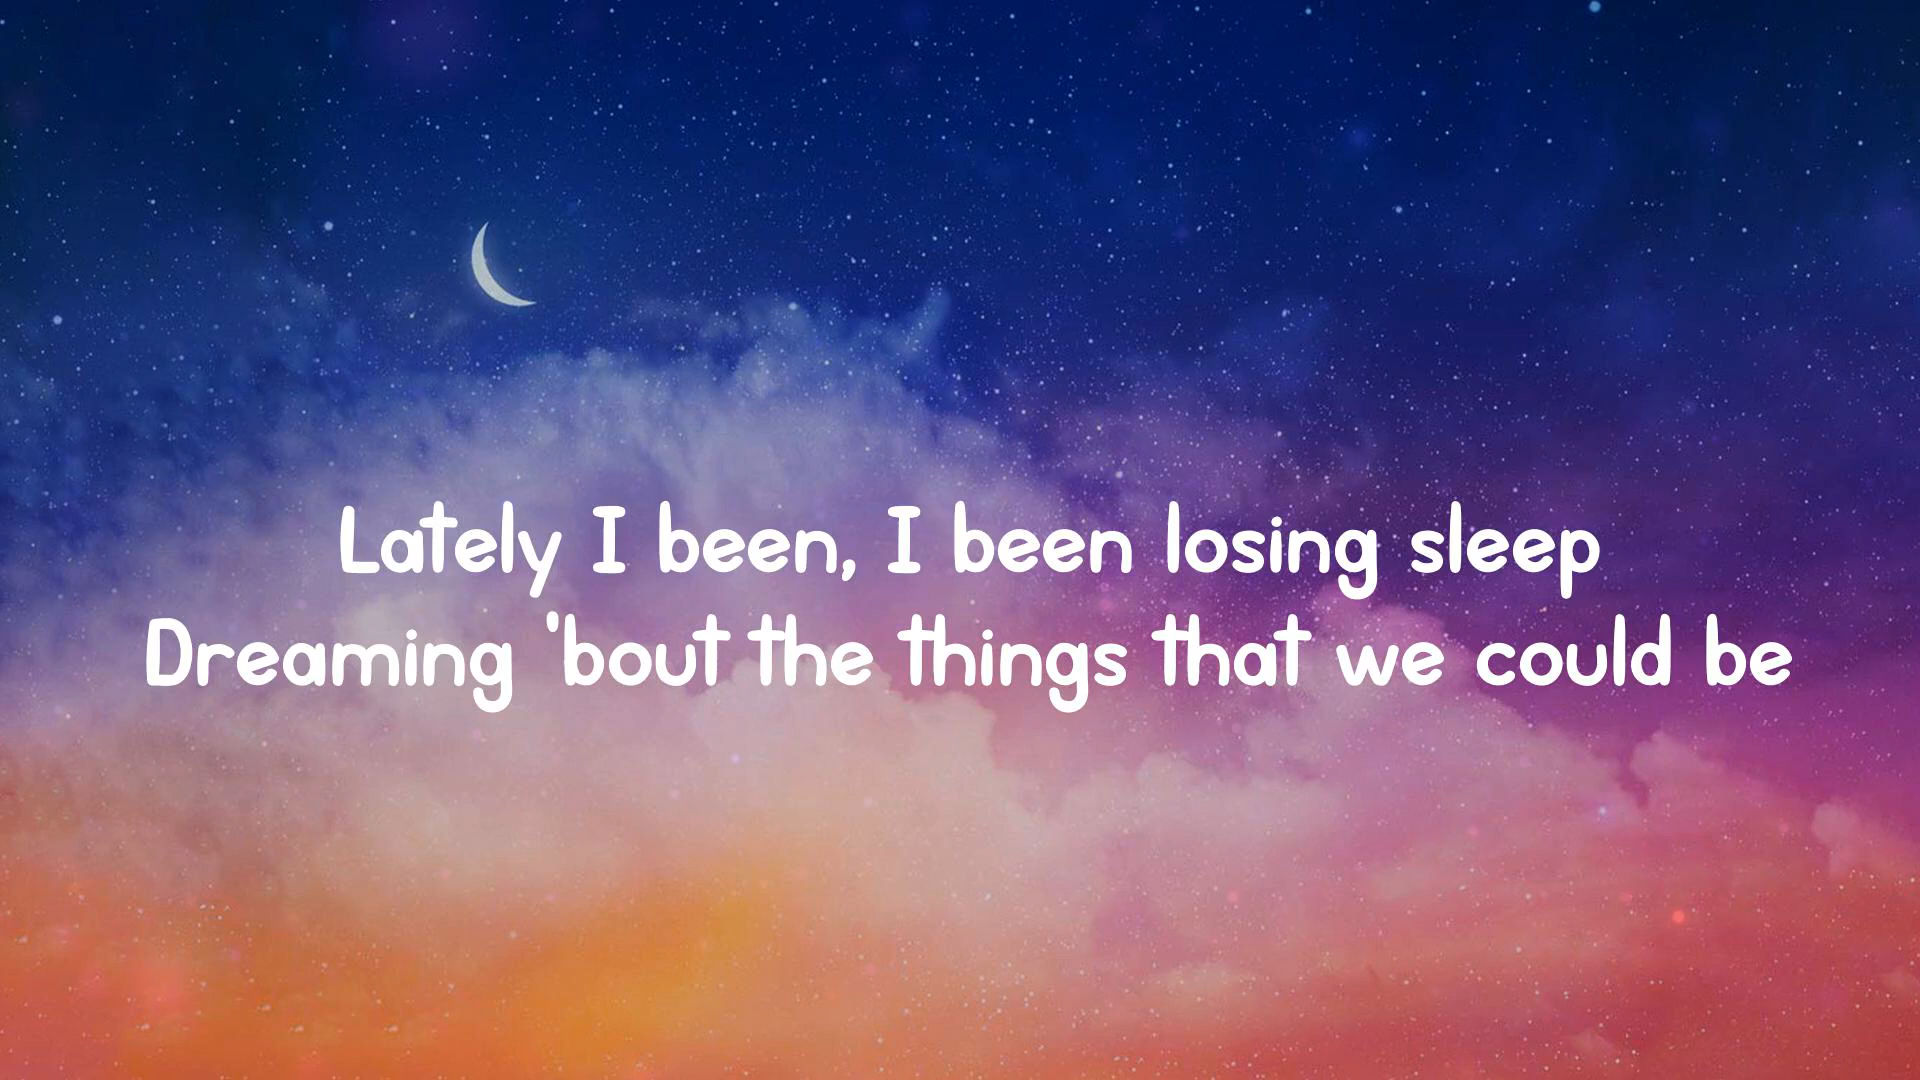 Lately I been, I been losing sleep
Dreaming 'bout the things that we could be